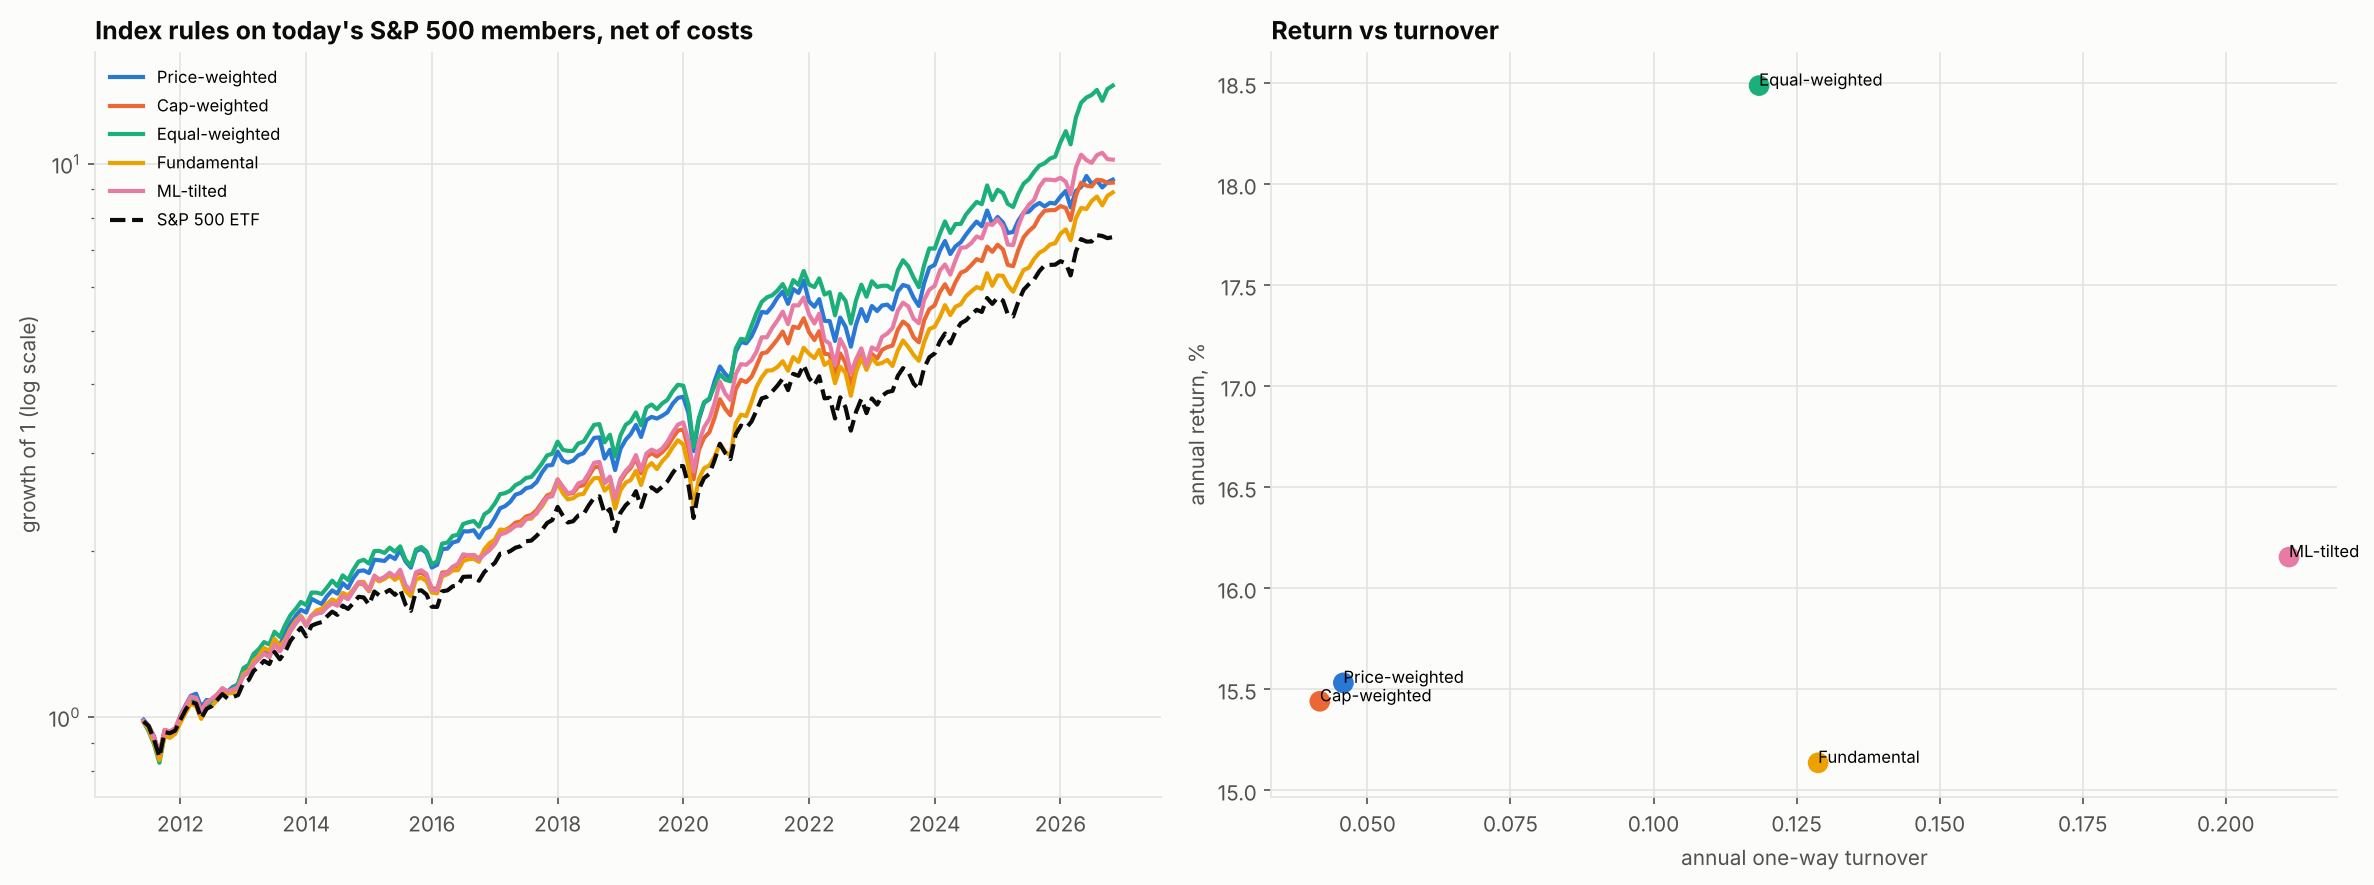 Index rules on today's S&P 500 members, net of costs
Price-weighted
Cap-weighted
Equal-weighted
Fundamental
ML-tilted
S&P 500 ETF
growth of 1 (log scale)
10¹
10⁰
2012 2014 2016 2018 2020 2022 2024 2026
Return vs turnover
annual return, %
18.5
18.0
17.5
17.0
16.5
16.0
15.5
15.0
Equal-weighted
ML-tilted
Price-weighted
Cap-weighted
Fundamental
0.050 0.075 0.100 0.125 0.150 0.175 0.200
annual one-way turnover